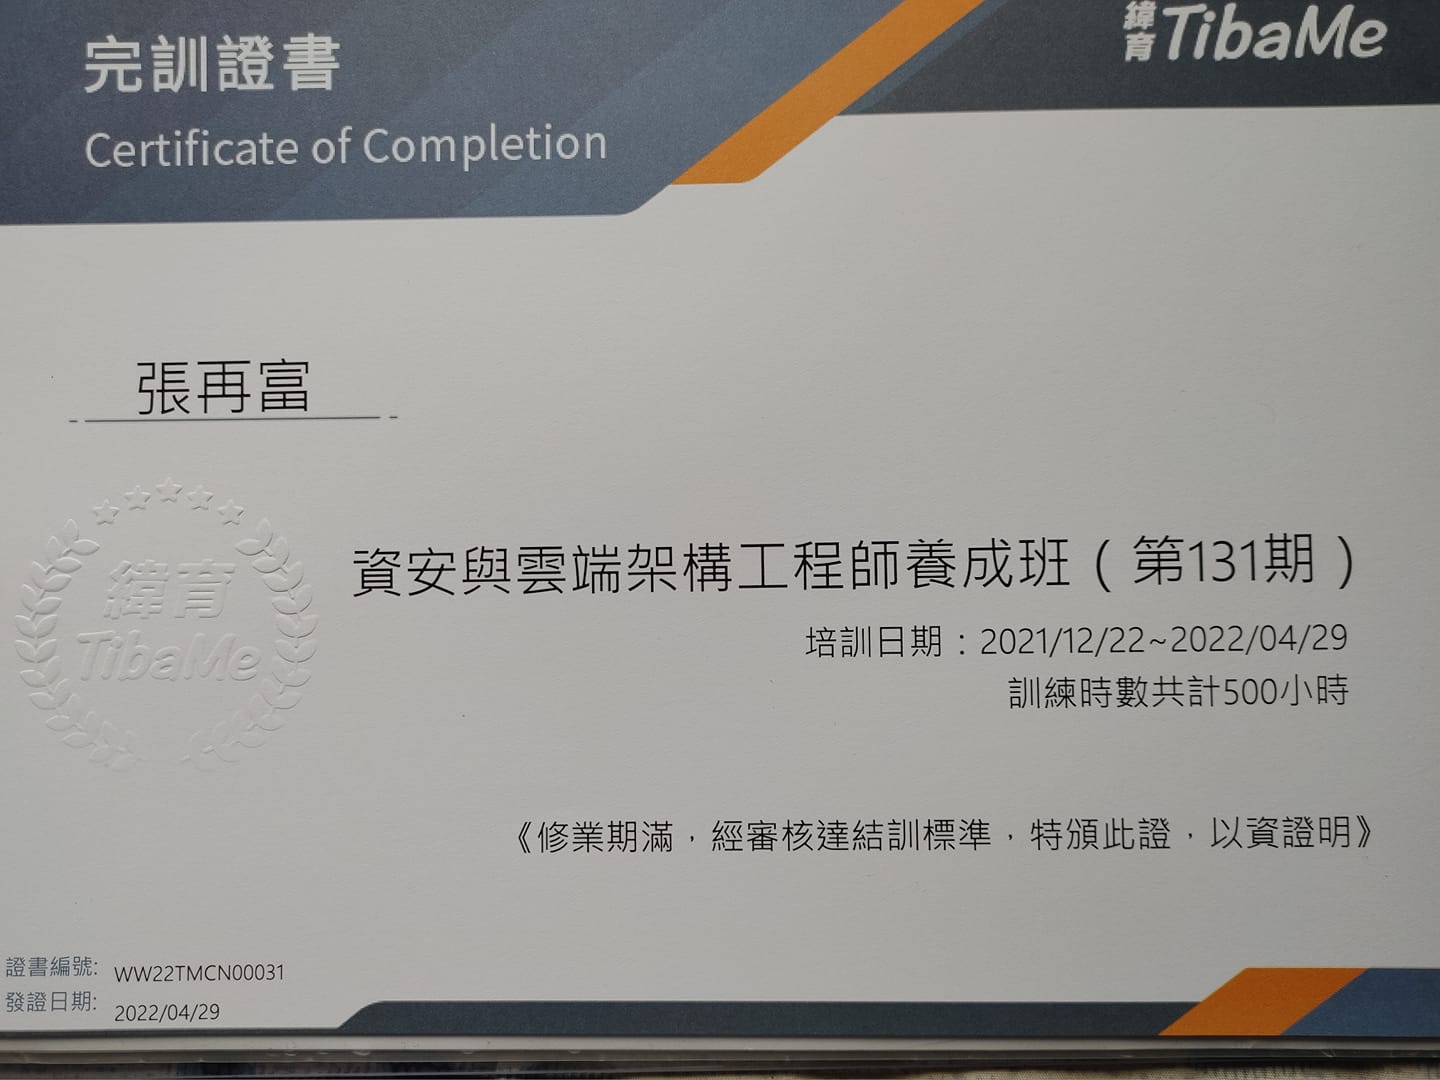 完訓證書
Certificate of Completion
緯育 TibaMe
張再富
緯育
TibaMe
資安與雲端架構工程師養成班（第131期）
培訓日期：2021/12/22~2022/04/29
訓練時數共計500小時
《修業期滿，經審核達結訓標準，特頒此證，以資證明》
證書編號: WW22TMCN00031
發證日期: 2022/04/29